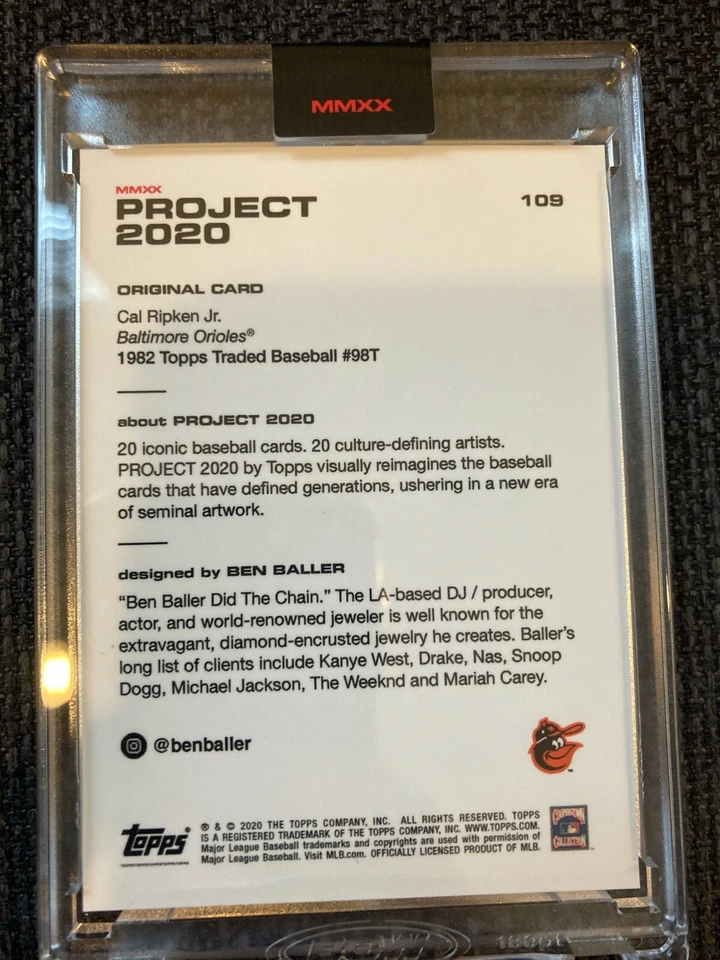 MMXX
MMXX
PROJECT
2020
109
ORIGINAL CARD
Cal Ripken Jr.
Baltimore Orioles®
1982 Topps Traded Baseball #98T
about PROJECT 2020
20 iconic baseball cards. 20 culture-defining artists.
PROJECT 2020 by Topps visually reimagines the baseball
cards that have defined generations, ushering in a new era
of seminal artwork.
designed by BEN BALLER
“Ben Baller Did The Chain.” The LA-based DJ / producer,
actor, and world-renowned jeweler is well known for the
extravagant, diamond-encrusted jewelry he creates. Baller’s
long list of clients include Kanye West, Drake, Nas, Snoop
Dogg, Michael Jackson, The Weeknd and Mariah Carey.
@benballer
Topps®
® & © 2020 THE TOPPS COMPANY, INC. ALL RIGHTS RESERVED. TOPPS
IS A REGISTERED TRADEMARK OF THE TOPPS COMPANY, INC. WWW.TOPPS.COM.
Major League Baseball trademarks and copyrights are used with permission of
Major League Baseball. Visit MLB.com. OFFICIALLY LICENSED PRODUCT OF MLB.
COOPERSTOWN
COLLECTION
180pt